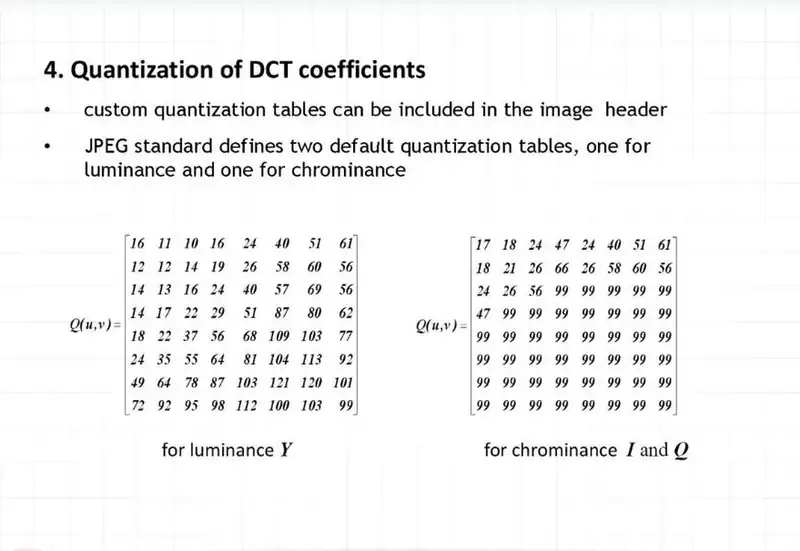 4. Quantization of DCT coefficients
• custom quantization tables can be included in the image header
• JPEG standard defines two default quantization tables, one for
luminance and one for chrominance
Q(u,v)=
16 11 10 16 24 40 51 61
12 12 14 19 26 58 60 56
14 13 16 24 40 57 69 56
14 17 22 29 51 87 80 62
18 22 37 56 68 109 103 77
24 35 55 64 81 104 113 92
49 64 78 87 103 121 120 101
72 92 95 98 112 100 103 99
for luminance Y
Q(u,v)=
17 18 24 47 24 40 51 61
18 21 26 66 26 58 60 56
24 26 56 99 99 99 99 99
47 99 99 99 99 99 99 99
99 99 99 99 99 99 99 99
99 99 99 99 99 99 99 99
99 99 99 99 99 99 99 99
99 99 99 99 99 99 99 99
for chrominance I and Q